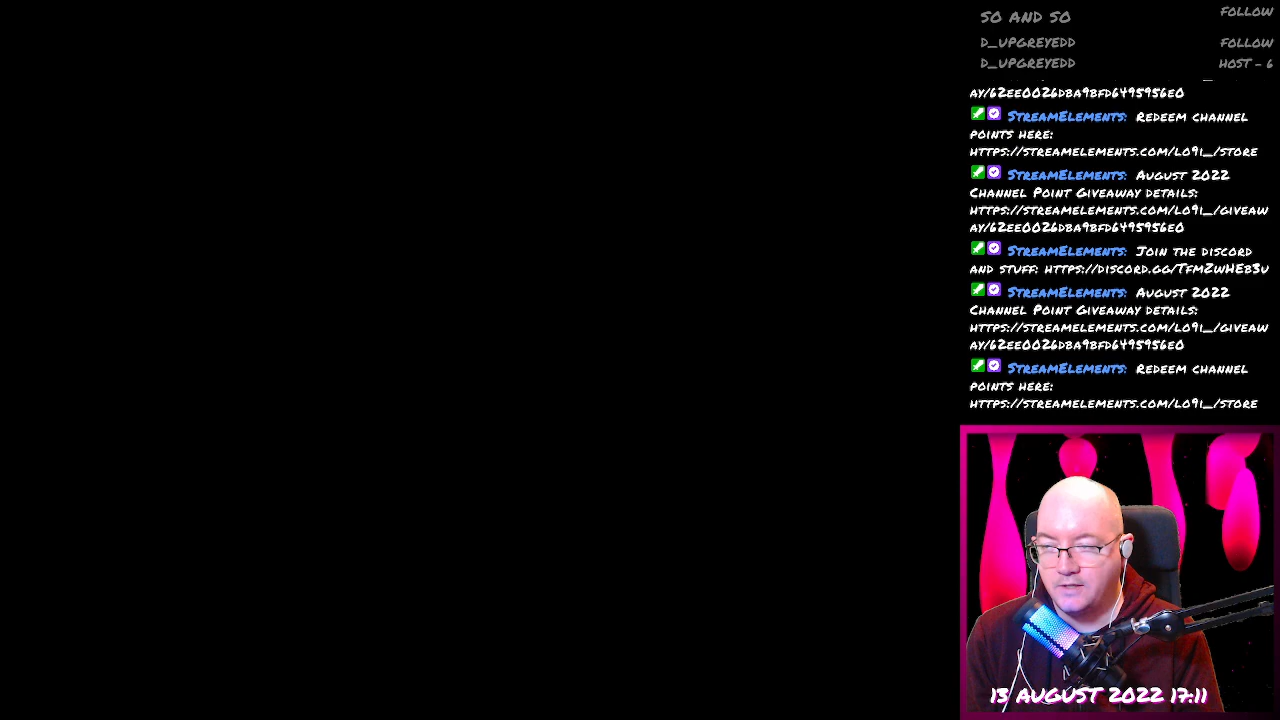 SO AND SO FOLLOW
D_UPGREYEDD FOLLOW
D_UPGREYEDD HOST - 6
AY/62EE0026DBA9BFD6495956E0
STREAMELEMENTS: REDEEM CHANNEL
POINTS HERE:
HTTPS://STREAMELEMENTS.COM/LO9I_/STORE
STREAMELEMENTS: AUGUST 2022
CHANNEL POINT GIVEAWAY DETAILS:
HTTPS://STREAMELEMENTS.COM/LO9I_/GIVEAW
AY/62EE0026DBA9BFD6495956E0
STREAMELEMENTS: JOIN THE DISCORD
AND STUFF: HTTPS://DISCORD.GG/TFMZWHEB3U
STREAMELEMENTS: AUGUST 2022
CHANNEL POINT GIVEAWAY DETAILS:
HTTPS://STREAMELEMENTS.COM/LO9I_/GIVEAW
AY/62EE0026DBA9BFD6495956E0
STREAMELEMENTS: REDEEM CHANNEL
POINTS HERE:
HTTPS://STREAMELEMENTS.COM/LO9I_/STORE
13 AUGUST 2022 17:11